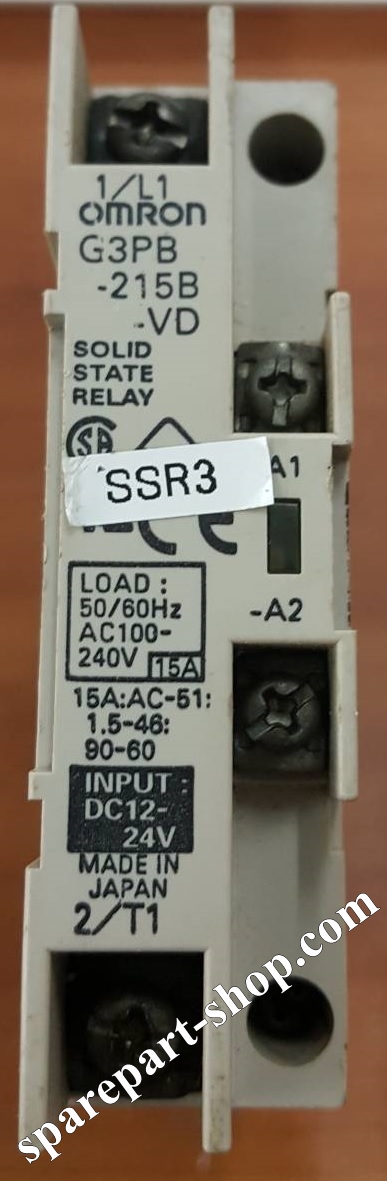 1/L1
OMRON
G3PB
-215B
-VD
SOLID
STATE
RELAY
SSR3
A1
CE
-A2
LOAD :
50/60Hz
AC100-
240V 15A
15A:AC-51:
1.5-46:
90-60
INPUT :
DC12-
24V
MADE IN
JAPAN
2/T1
sparepart-shop.com